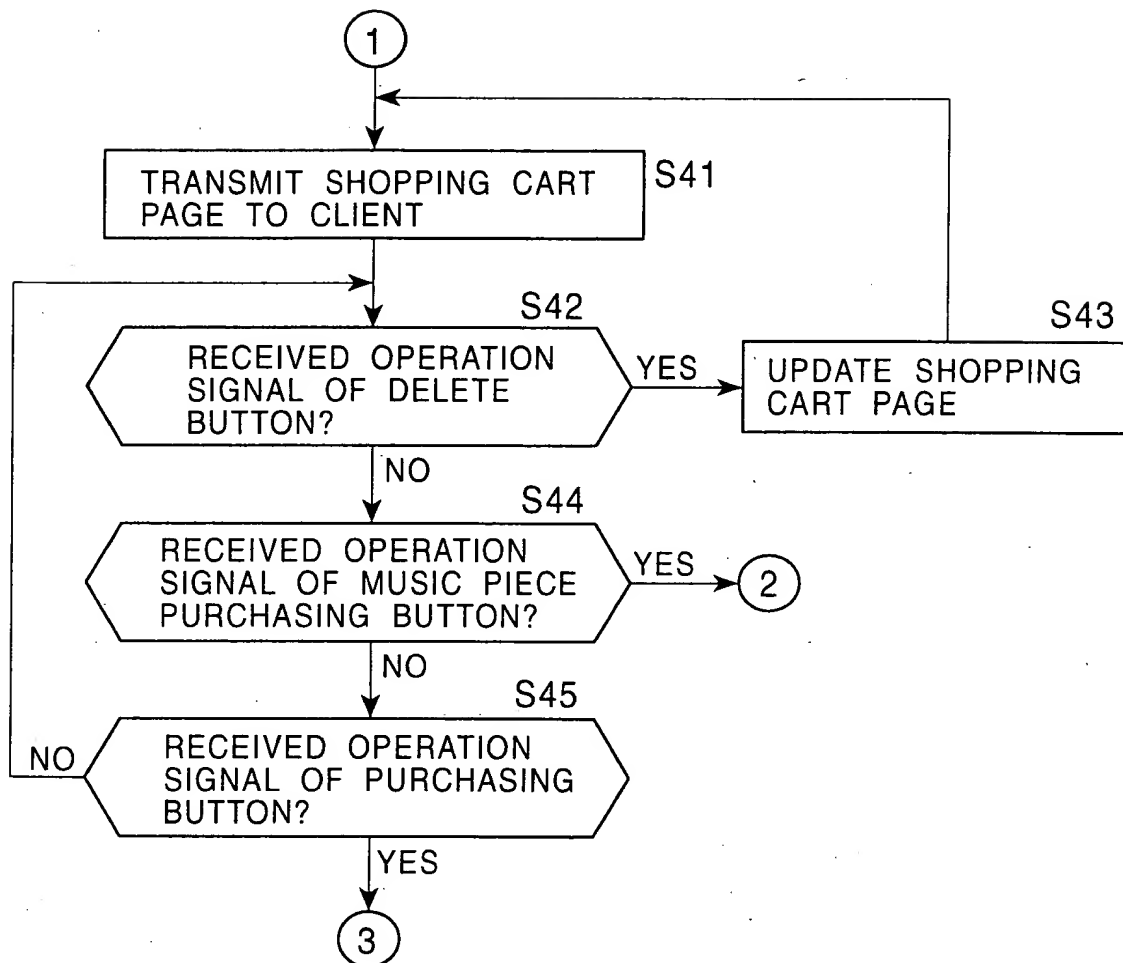 1
TRANSMIT SHOPPING CART
PAGE TO CLIENT
S41
S42
RECEIVED OPERATION
SIGNAL OF DELETE
BUTTON?
YES
S43
UPDATE SHOPPING
CART PAGE
NO
S44
RECEIVED OPERATION
SIGNAL OF MUSIC PIECE
PURCHASING BUTTON?
YES
2
NO
S45
RECEIVED OPERATION
SIGNAL OF PURCHASING
BUTTON?
NO
YES
3